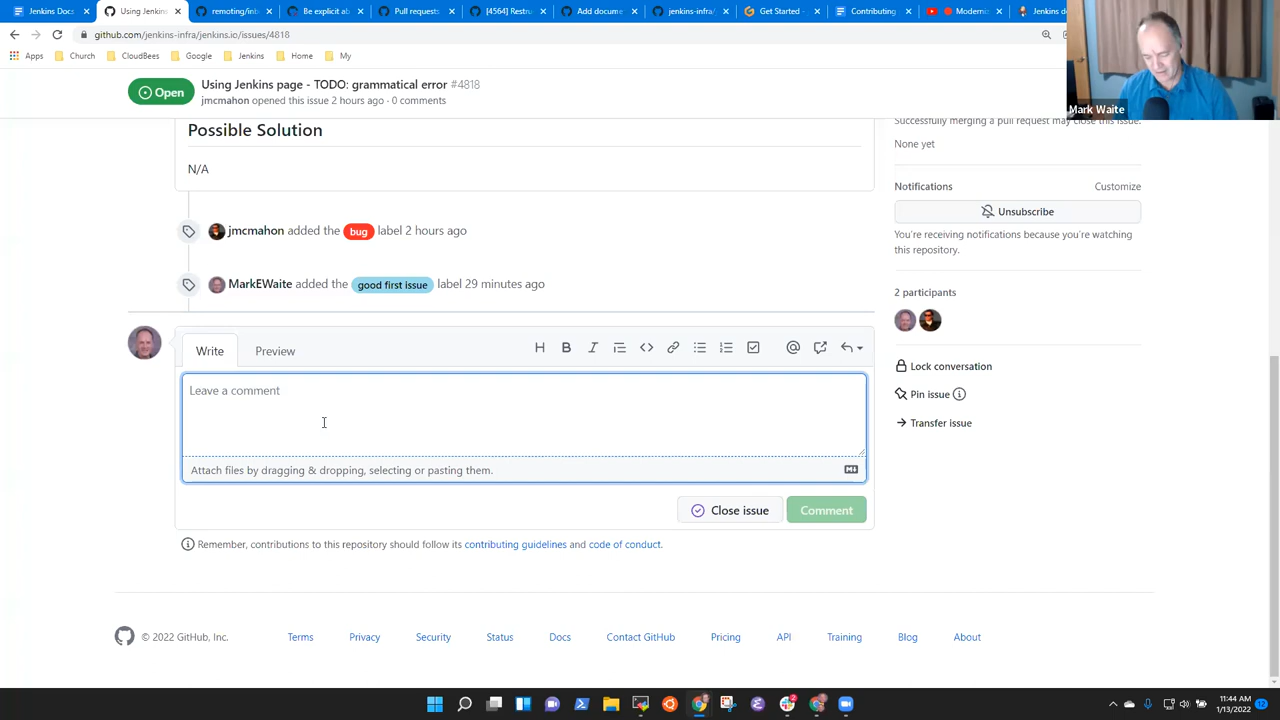 Jenkins Docs
Using Jenkins
remoting/inb
Be explicit ab
Pull requests
[4564] Restru
Add docume
jenkins-infra/
Get Started -
Contributing
Modernis
Jenkins do
github.com/jenkins-infra/jenkins.io/issues/4818
Apps
Church
CloudBees
Google
Jenkins
Home
My
Mark Waite
Open
Using Jenkins page - TODO: grammatical error #4818
jmcmahon opened this issue 2 hours ago · 0 comments
Possible Solution
N/A
jmcmahon added the bug label 2 hours ago
MarkEWaite added the good first issue label 29 minutes ago
Write
Preview
Leave a comment
Attach files by dragging & dropping, selecting or pasting them.
Close issue
Comment
Remember, contributions to this repository should follow its contributing guidelines and code of conduct.
Successfully merging a pull request may close this issue.
None yet
Notifications
Customize
Unsubscribe
You're receiving notifications because you're watching
this repository.
2 participants
Lock conversation
Pin issue
Transfer issue
© 2022 GitHub, Inc.
Terms
Privacy
Security
Status
Docs
Contact GitHub
Pricing
API
Training
Blog
About
11:44 AM
1/13/2022